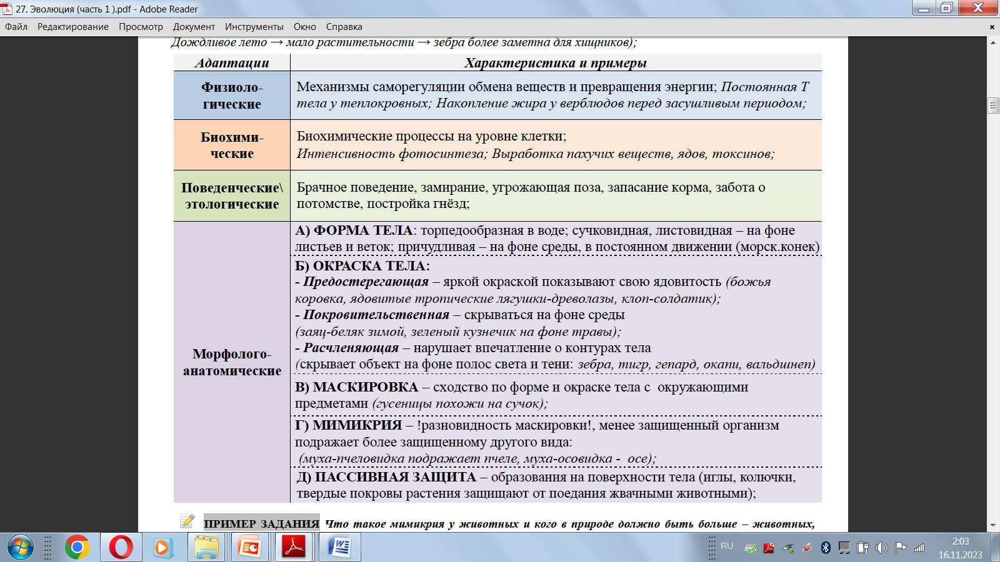 27. Эволюция (часть 1 ).pdf - Adobe Reader
Файл Редактирование Просмотр Документ Инструменты Окно Справка
Дождливое лето → мало растительности → зебра более заметна для хищников);
Адаптации Характеристика и примеры
Физиоло-
гические
Механизмы саморегуляции обмена веществ и превращения энергии; Постоянная Т
тела у теплокровных; Накопление жира у верблюдов перед засушливым периодом;
Биохими-
ческие
Биохимические процессы на уровне клетки;
Интенсивность фотосинтеза; Выработка пахучих веществ, ядов, токсинов;
Поведенческие\
этологические
Брачное поведение, замирание, угрожающая поза, запасание корма, забота о
потомстве, постройка гнёзд;
Морфолого-
анатомические
А) ФОРМА ТЕЛА: торпедообразная в воде; сучковидная, листовидная – на фоне
листьев и веток; причудливая – на фоне среды, в постоянном движении (морск.конек)
Б) ОКРАСКА ТЕЛА:
- Предостерегающая – яркой окраской показывают свою ядовитость (божья
коровка, ядовитые тропические лягушки-древолазы, клоп-солдатик);
- Покровительственная – скрываться на фоне среды
(заяц-беляк зимой, зеленый кузнечик на фоне травы);
- Расчленяющая – нарушает впечатление о контурах тела
(скрывает объект на фоне полос света и тени: зебра, тигр, гепард, окапи, вальдшнеп)
В) МАСКИРОВКА – сходство по форме и окраске тела с окружающими
предметами (гусеницы похожи на сучок);
Г) МИМИКРИЯ – !разновидность маскировки!, менее защищенный организм
подражает более защищенному другого вида:
(муха-пчеловидка подражает пчеле, муха-осовидка - осе);
Д) ПАССИВНАЯ ЗАЩИТА – образования на поверхности тела (иглы, колючки,
твердые покровы растения защищают от поедания жвачными животными);
ПРИМЕР ЗАДАНИЯ Что такое мимикрия у животных и кого в природе должно быть больше – животных,
RU
2:03
16.11.2023